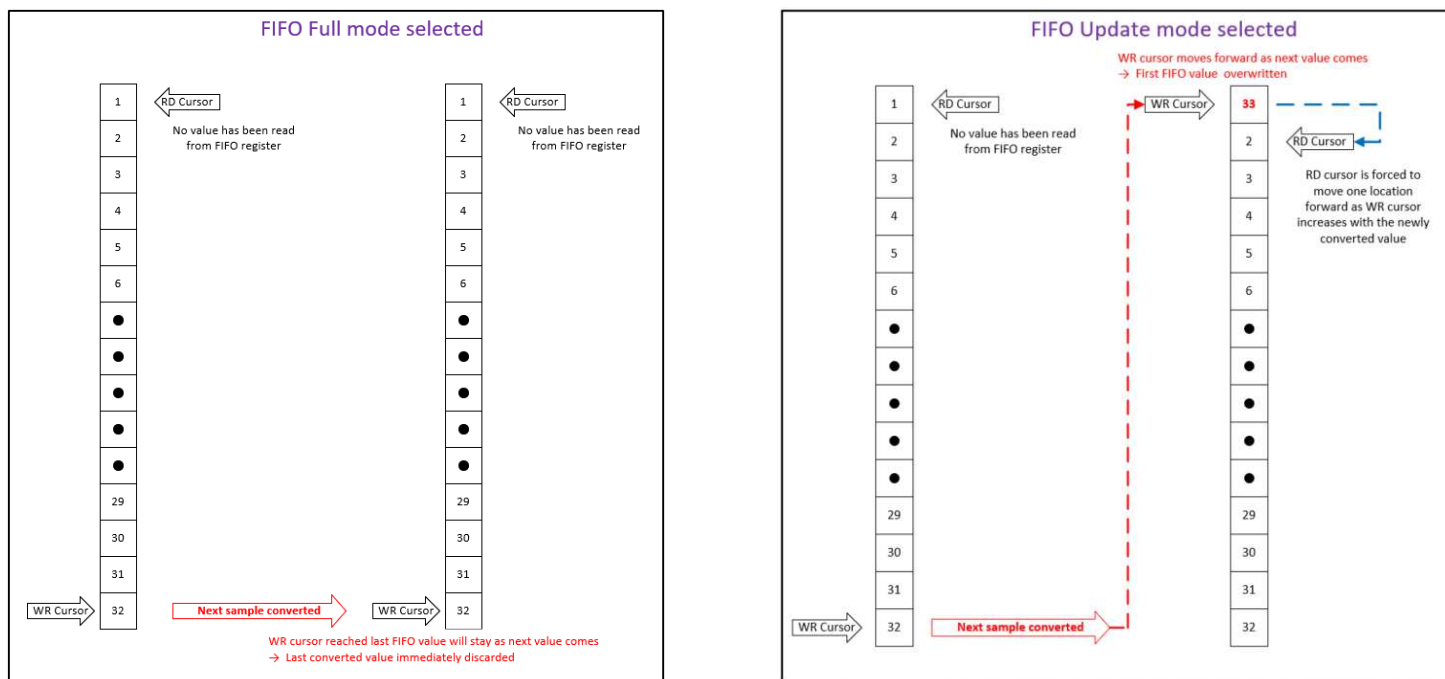 FIFO Full mode selected
1
RD Cursor
No value has been read
from FIFO register
2
3
4
5
6
29
30
31
WR Cursor
32
Next sample converted
1
RD Cursor
No value has been read
from FIFO register
2
3
4
5
6
29
30
31
WR Cursor
32
WR cursor reached last FIFO value will stay as next value comes
→ Last converted value immediately discarded
FIFO Update mode selected
1
RD Cursor
No value has been read
from FIFO register
2
3
4
5
6
29
30
31
WR Cursor
32
Next sample converted
WR cursor moves forward as next value comes
→ First FIFO value overwritten
WR Cursor
33
2
RD Cursor
RD cursor is forced to
move one location
forward as WR cursor
increases with the newly
converted value
3
4
5
6
29
30
31
32